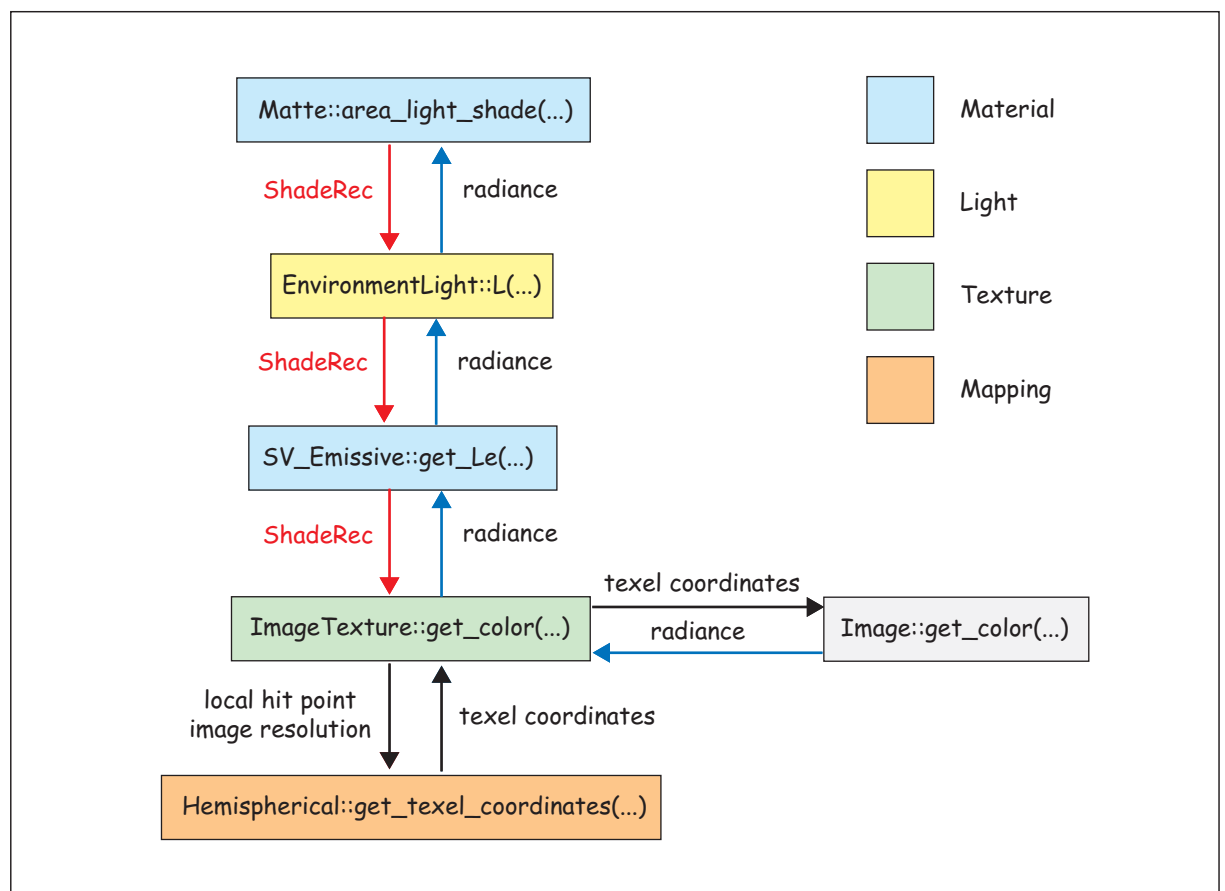 Matte::area_light_shade(...)
Material
ShadeRec
radiance
Light
EnvironmentLight::L(...)
Texture
ShadeRec
radiance
Mapping
SV_Emissive::get_Le(...)
ShadeRec
radiance
texel coordinates
ImageTexture::get_color(...)
radiance
Image::get_color(...)
local hit point
image resolution
texel coordinates
Hemispherical::get_texel_coordinates(...)